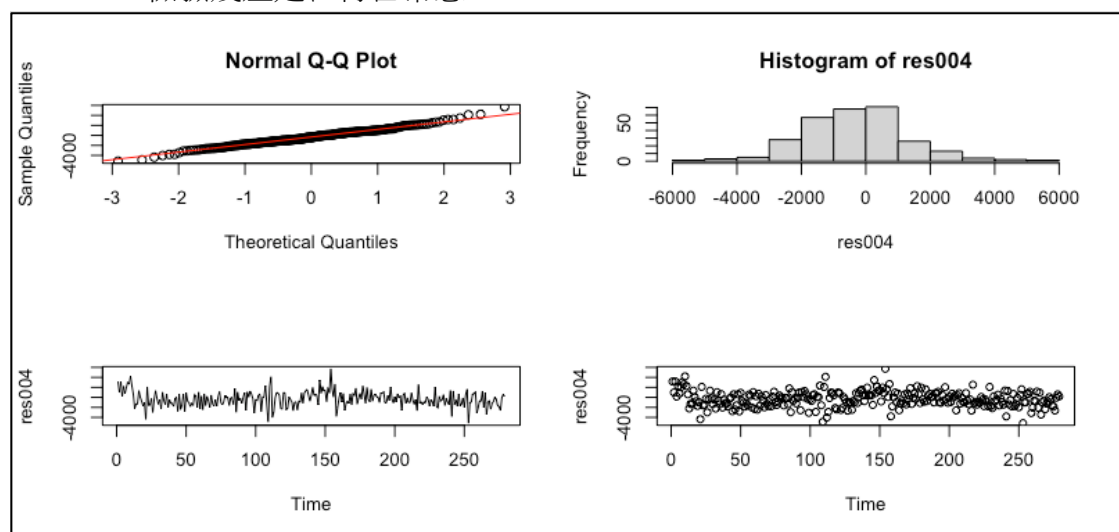 Normal Q-Q Plot
Sample Quantiles
-4000
-3 -2 -1 0 1 2 3
Theoretical Quantiles
Histogram of res004
Frequency
0 50
-6000 -4000 -2000 0 2000 4000 6000
res004
res004
-4000
0 50 100 150 200 250
Time
res004
-4000
0 50 100 150 200 250
Time